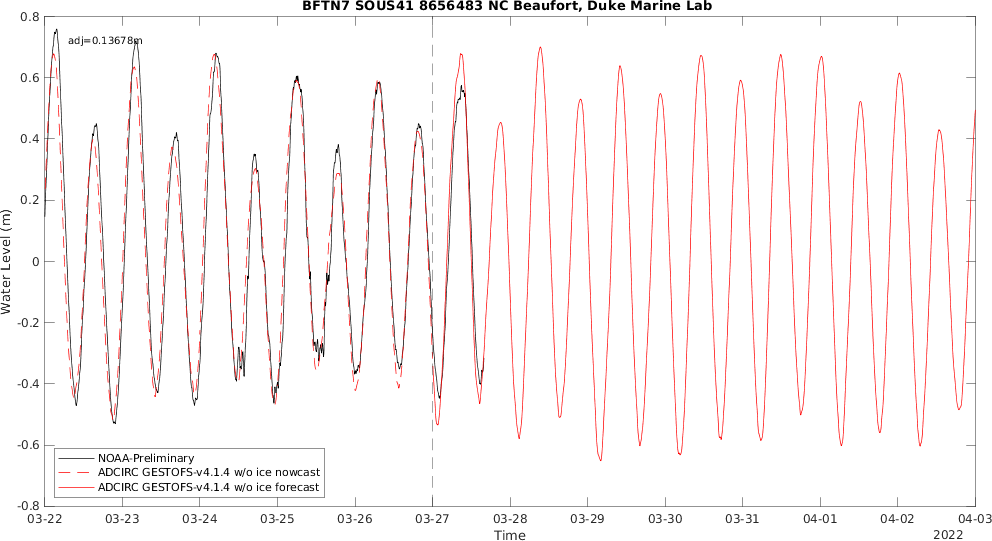 BFTN7 SOUS41 8656483 NC Beaufort, Duke Marine Lab
adj=0.13678m
0.8
0.6
0.4
0.2
0
-0.2
-0.4
-0.6
-0.8
Water Level (m)
NOAA-Preliminary
ADCIRC GESTOFS-v4.1.4 w/o ice nowcast
ADCIRC GESTOFS-v4.1.4 w/o ice forecast
03-22 03-23 03-24 03-25 03-26 03-27 03-28 03-29 03-30 03-31 04-01 04-02 04-03
Time
2022